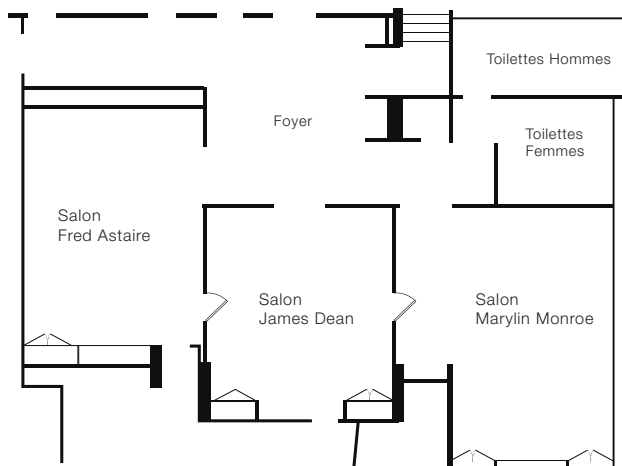 Toilettes Hommes
Foyer
Toilettes
Femmes
Salon
Fred Astaire
Salon
James Dean
Salon
Marylin Monroe